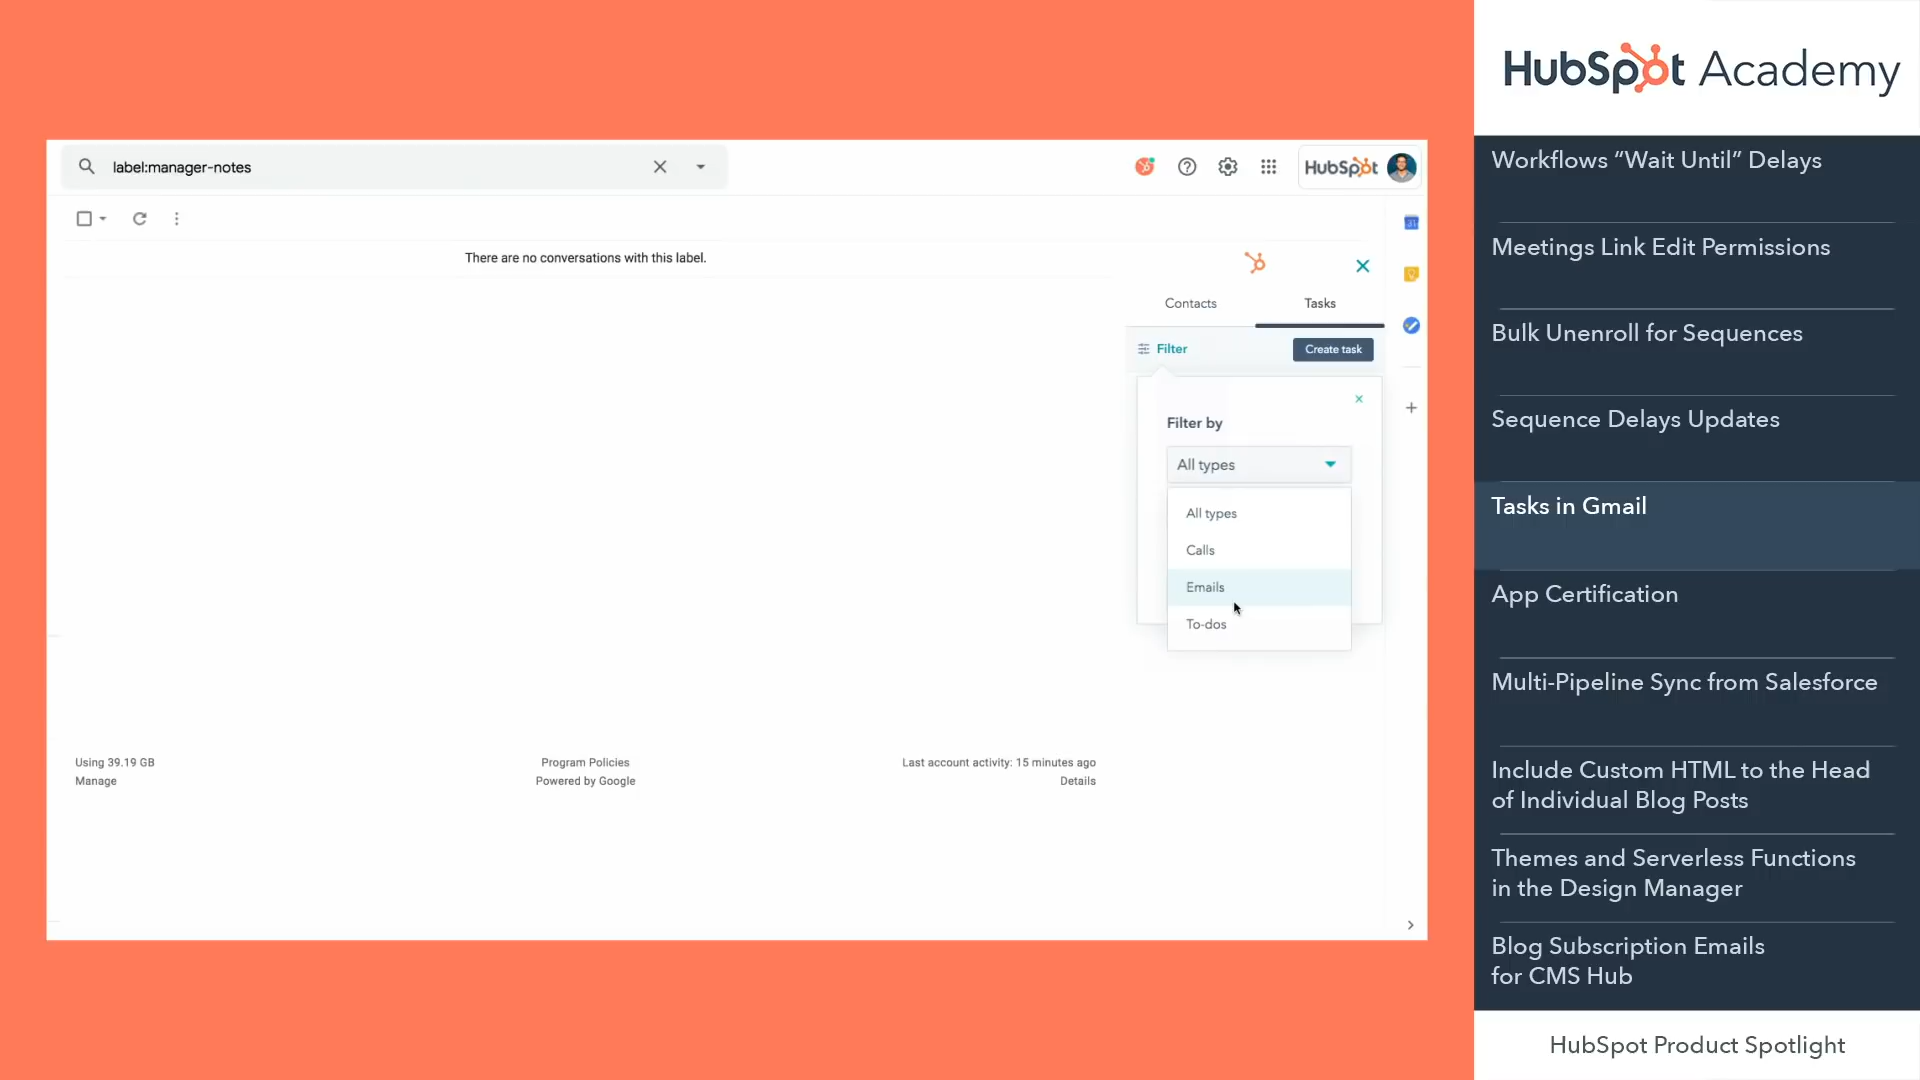 label:manager-notes
HubSpot
There are no conversations with this label.
Contacts
Tasks
Filter
Create task
Filter by
All types
All types
Calls
Emails
To-dos
Using 39.19 GB
Manage
Program Policies
Powered by Google
Last account activity: 15 minutes ago
Details
HubSpot Academy
Workflows “Wait Until” Delays
Meetings Link Edit Permissions
Bulk Unenroll for Sequences
Sequence Delays Updates
Tasks in Gmail
App Certification
Multi-Pipeline Sync from Salesforce
Include Custom HTML to the Head
of Individual Blog Posts
Themes and Serverless Functions
in the Design Manager
Blog Subscription Emails
for CMS Hub
HubSpot Product Spotlight